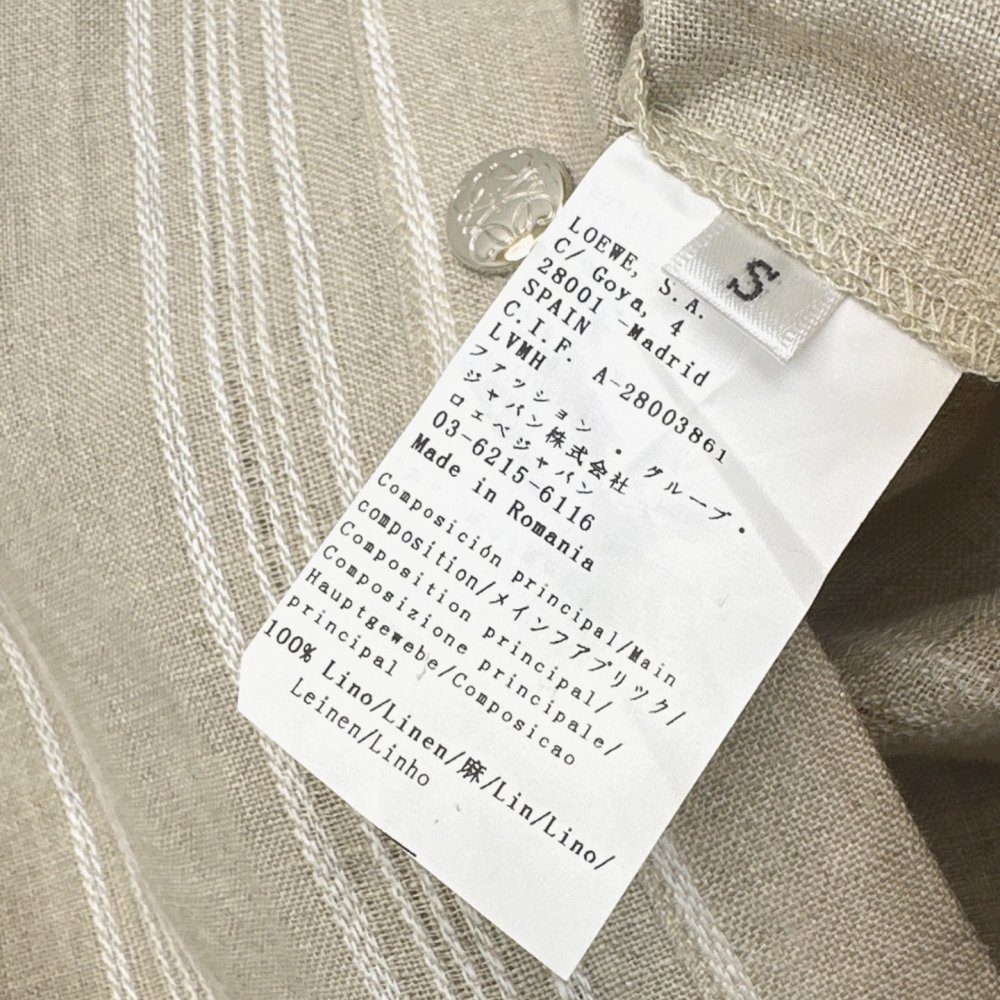 S
LOEWE, S.A.
C/ Goya, 4
28001 -Madrid
SPAIN
C.I.F. A-28003861
LVMH
ファッション・グループ・
ジャパン株式会社
ロエベジャパン
03-6215-6116
Made in Romania
Composición principal/Main
composition/メインファブリック/
Composition principal/
Composizione principale/
Hauptgewebe/Composicao
principal
100% Lino/Linen/麻/Lin/Lino/
Leinen/Linho